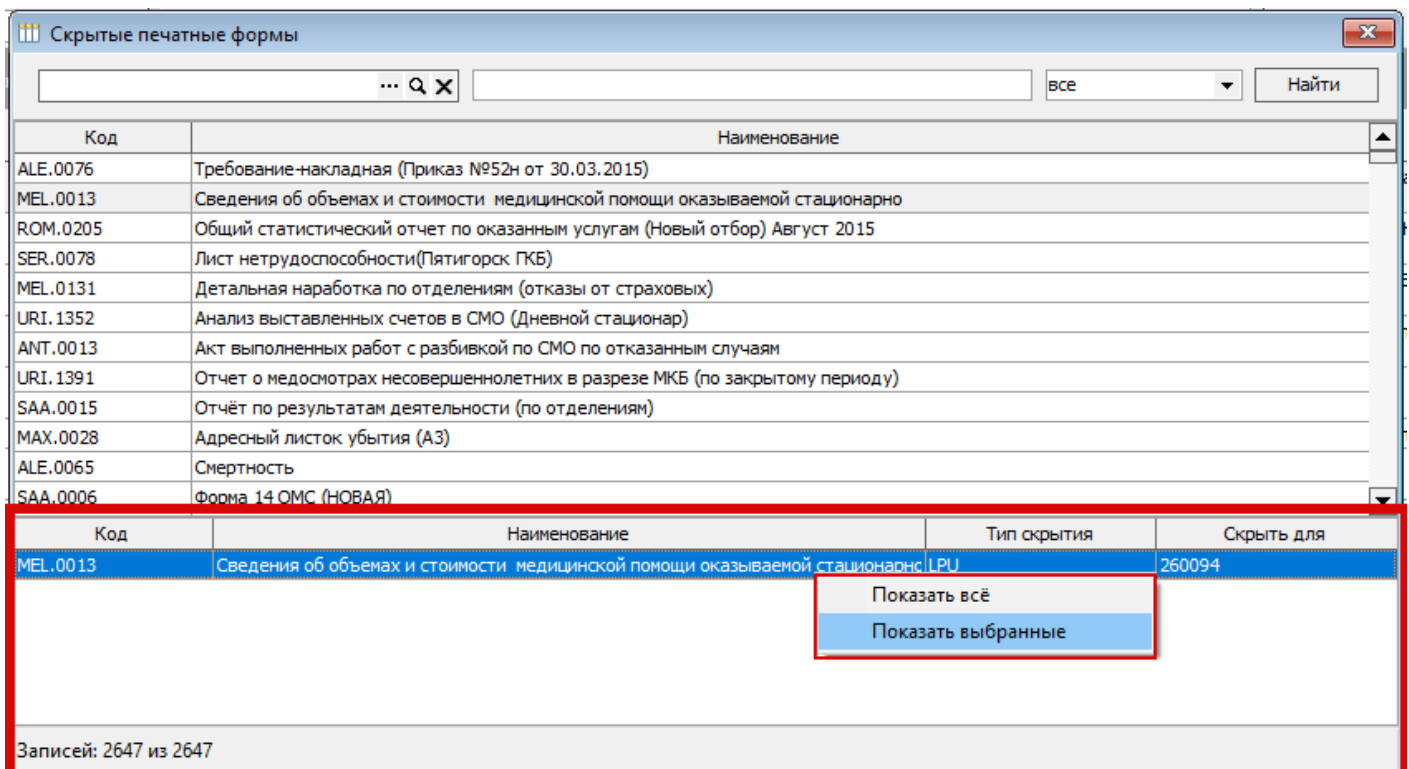 Скрытые печатные формы
все Найти
Код Наименование
ALE.0076 Требование-накладная (Приказ №52н от 30.03.2015)
MEL.0013 Сведения об объемах и стоимости медицинской помощи оказываемой стационарно
ROM.0205 Общий статистический отчет по оказанным услугам (Новый отбор) Август 2015
SER.0078 Лист нетрудоспособности(Пятигорск ГКБ)
MEL.0131 Детальная наработка по отделениям (отказы от страховых)
URI.1352 Анализ выставленных счетов в СМО (Дневной стационар)
ANT.0013 Акт выполненных работ с разбивкой по СМО по отказанным случаям
URI.1391 Отчет о медосмотрах несовершеннолетних в разрезе МКБ (по закрытому периоду)
SAA.0015 Отчёт по результатам деятельности (по отделениям)
MAX.0028 Адресный листок убытия (А3)
ALE.0065 Смертность
SAA.0006 Форма 14 ОМС (НОВАЯ)
Код Наименование Тип скрытия Скрыть для
MEL.0013 Сведения об объемах и стоимости медицинской помощи оказываемой стационарно LPU 260094
Показать всё
Показать выбранные
Записей: 2647 из 2647